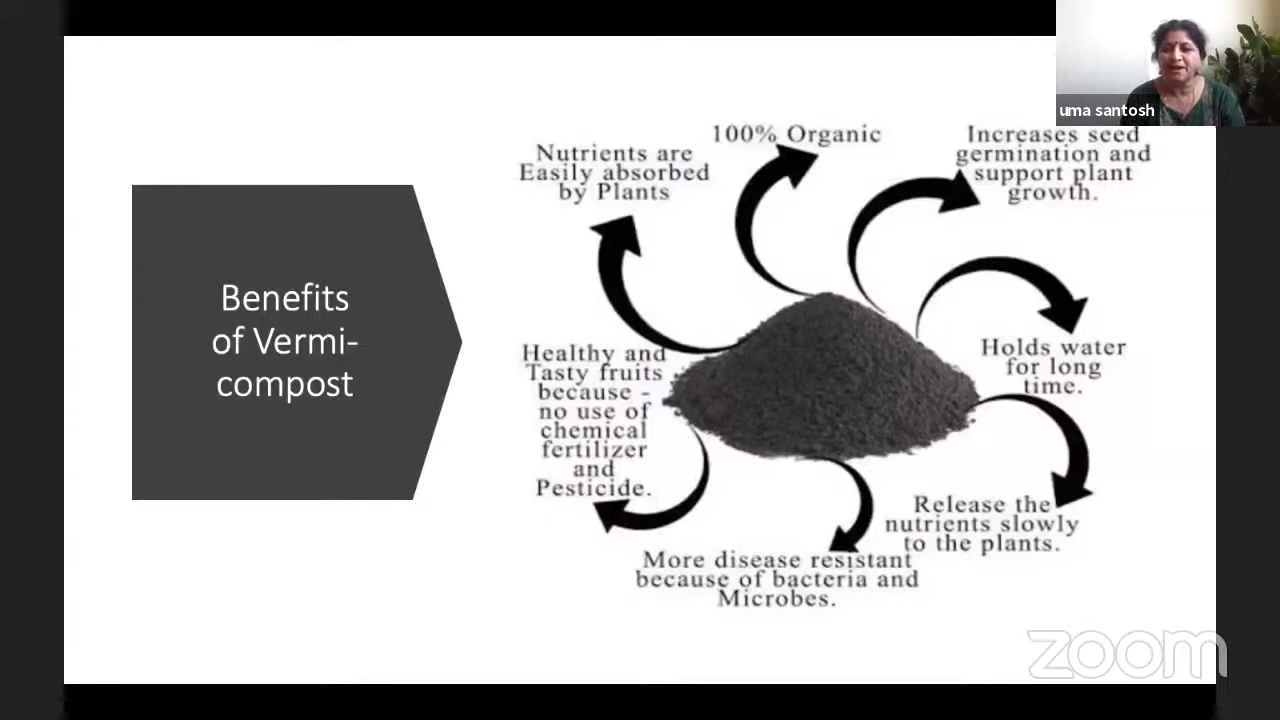 uma santosh
Benefits
of Vermi-
compost
Nutrients are
Easily absorbed
by Plants
100% Organic
Increases seed
germination and
support plant
growth.
Holds water
for long
time.
Release the
nutrients slowly
to the plants.
More disease resistant
because of bacteria and
Microbes.
Healthy and
Tasty fruits
because -
no use of
chemical
fertilizer
and
Pesticide.
zoom